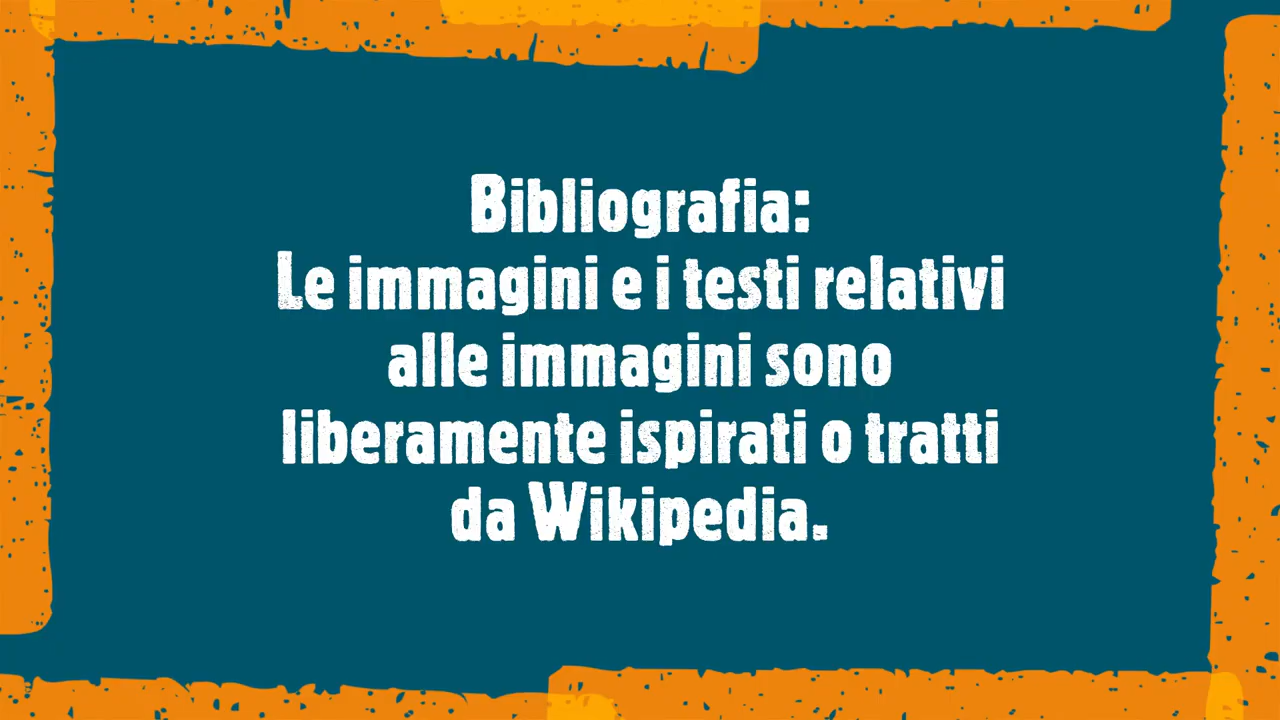 Bibliografia:
Le immagini e i testi relativi
alle immagini sono
liberamente ispirati o tratti
da Wikipedia.